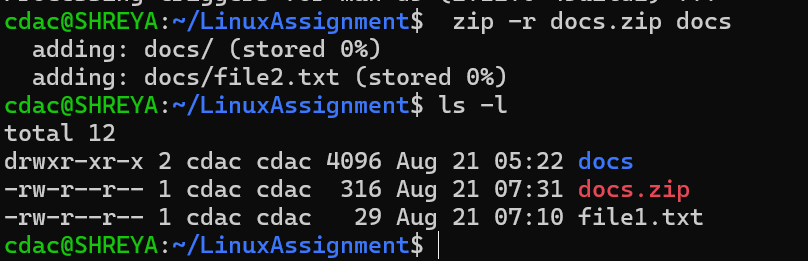 cdac@SHREYA:~/LinuxAssignment$  zip -r docs.zip docs
  adding: docs/ (stored 0%)
  adding: docs/file2.txt (stored 0%)
cdac@SHREYA:~/LinuxAssignment$ ls -l
total 12
drwxr-xr-x 2 cdac cdac 4096 Aug 21 05:22 docs
-rw-r--r-- 1 cdac cdac  316 Aug 21 07:31 docs.zip
-rw-r--r-- 1 cdac cdac   29 Aug 21 07:10 file1.txt
cdac@SHREYA:~/LinuxAssignment$